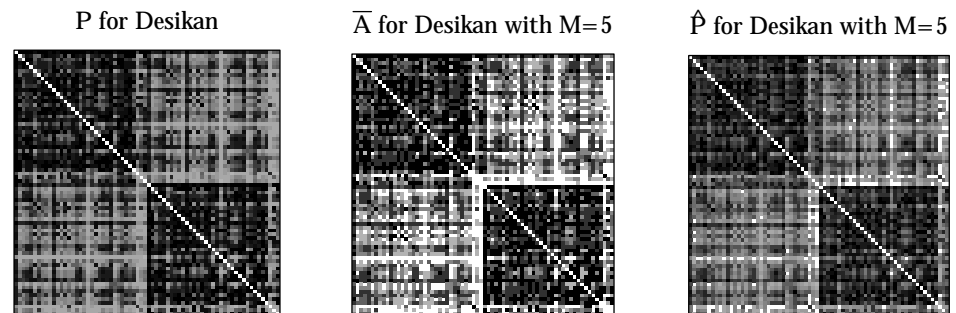 P for Desikan
A̅ for Desikan with M=5
P̂ for Desikan with M=5